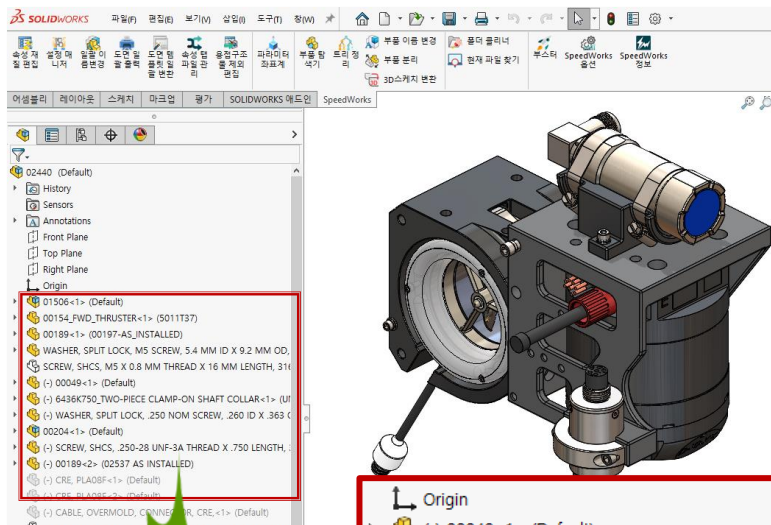 SOLIDWORKS 파일(F) 편집(E) 보기(V) 삽입(I) 도구(T) 창(W)
속성 재질 편집
설정 매니저
일괄 이름변경
도면 일괄 출력
도면 템플릿 일괄 변환
속성 탭 파일 관리
용접구조물 제외 편집
파라미터 좌표계
부품 탐색기
트리 정리
부품 이름 변경
부품 분리
3D스케치 변환
폴더 클리너
현재 파일 찾기
부스터
SpeedWorks 옵션
SpeedWorks 정보
어셈블리 레이아웃 스케치 마크업 평가 SOLIDWORKS 애드인 SpeedWorks
02440 (Default)
History
Sensors
Annotations
Front Plane
Top Plane
Right Plane
Origin
01506<1> (Default)
00154_FWD_THRUSTER<1> (5011T37)
00189<1> (00197-AS_INSTALLED)
WASHER, SPLIT LOCK, M5 SCREW, 5.4 MM ID X 9.2 MM OD,
SCREW, SHCS, M5 X 0.8 MM THREAD X 16 MM LENGTH, 316
(-) 00049<1> (Default)
(-) 6436K750_TWO-PIECE CLAMP-ON SHAFT COLLAR<1> (UN
(-) WASHER, SPLIT LOCK, .250 NOM SCREW, .260 ID X .363
00204<1> (Default)
(-) SCREW, SHCS, .250-28 UNF-3A THREAD X .750 LENGTH,
(-) 00189<2> (02537 AS INSTALLED)
(-) CRE, PLA08F<1> (Default)
(-) CRE, PLA08F<2> (Default)
(-) CABLE, OVERMOLD, CONNECTOR, CRE,<1> (Default)
Origin